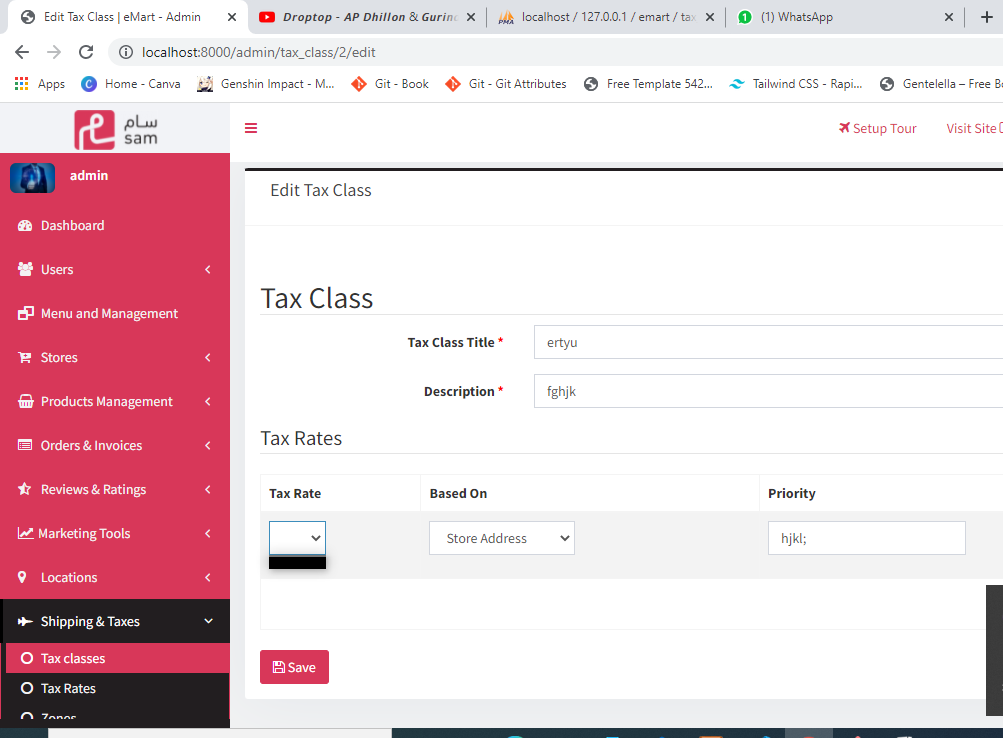 Edit Tax Class | eMart - Admin
Droptop - AP Dhillon & Gurinc
localhost / 127.0.0.1 / emart / tax
(1) WhatsApp
localhost:8000/admin/tax_class/2/edit
Apps
Home - Canva
Genshin Impact - M...
Git - Book
Git - Git Attributes
Free Template 542...
Tailwind CSS - Rapi...
Gentelella – Free Bo
سام
sam
Setup Tour
Visit Site
admin
Edit Tax Class
Dashboard
Users
Menu and Management
Stores
Products Management
Orders & Invoices
Reviews & Ratings
Marketing Tools
Locations
Shipping & Taxes
Tax classes
Tax Rates
Zones
Tax Class
Tax Class Title *
ertyu
Description *
fghjk
Tax Rates
Tax Rate
Based On
Priority
Store Address
hjkl;
Save